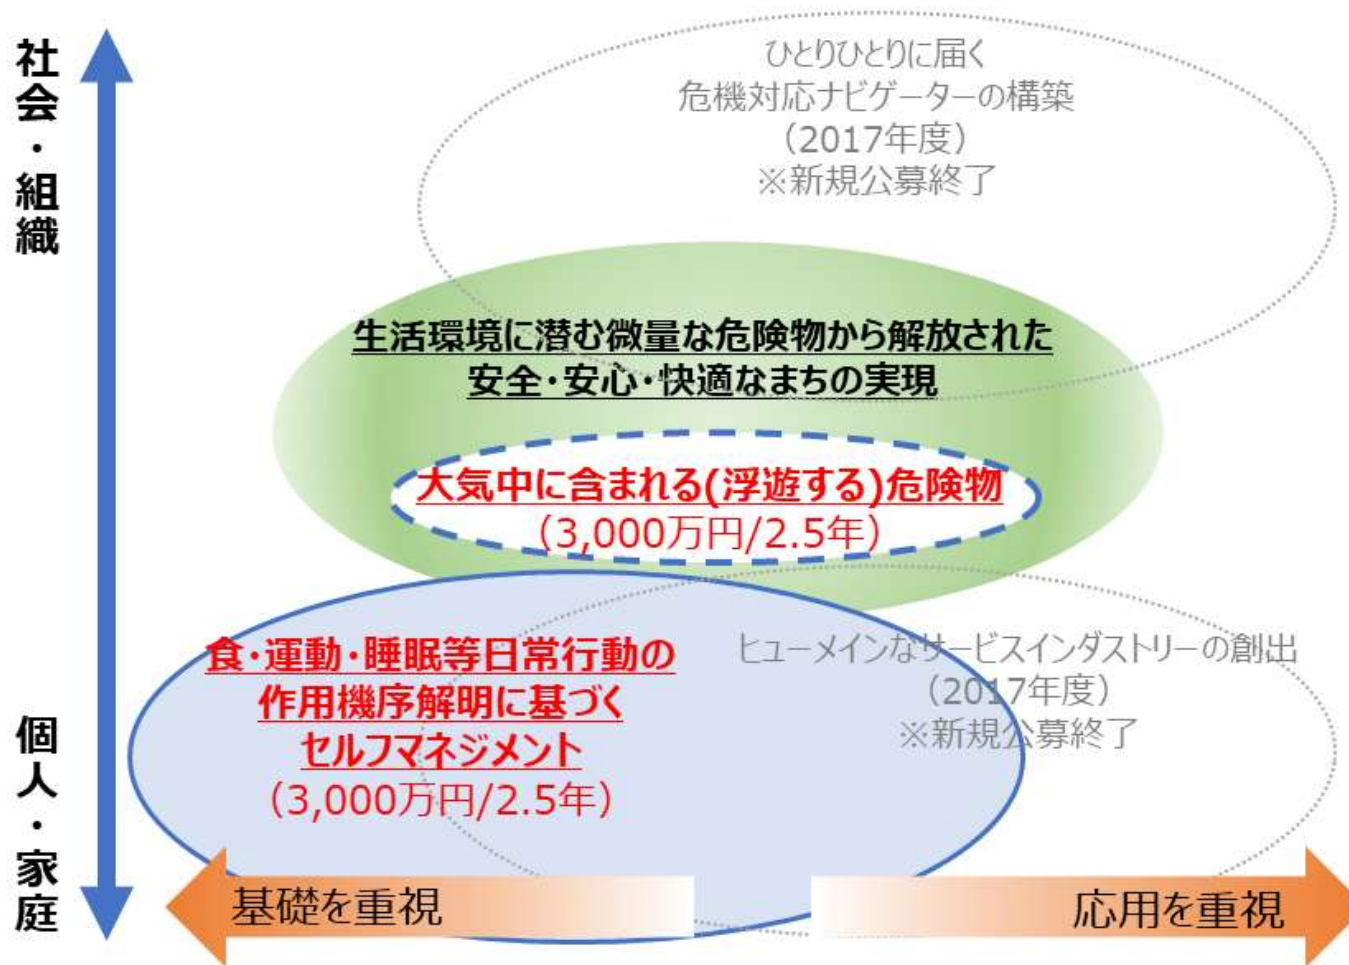 社会・組織
ひとりひとりに届く
危機対応ナビゲーターの構築
（2017年度）
※新規公募終了
生活環境に潜む微量な危険物から解放された
安全・安心・快適なまちの実現
大気中に含まれる(浮遊する)危険物
（3,000万円/2.5年）
食・運動・睡眠等日常行動の
作用機序解明に基づく
セルフマネジメント
（3,000万円/2.5年）
ヒューメインなサービスインダストリーの創出
（2017年度）
※新規公募終了
個人・家庭
基礎を重視
応用を重視